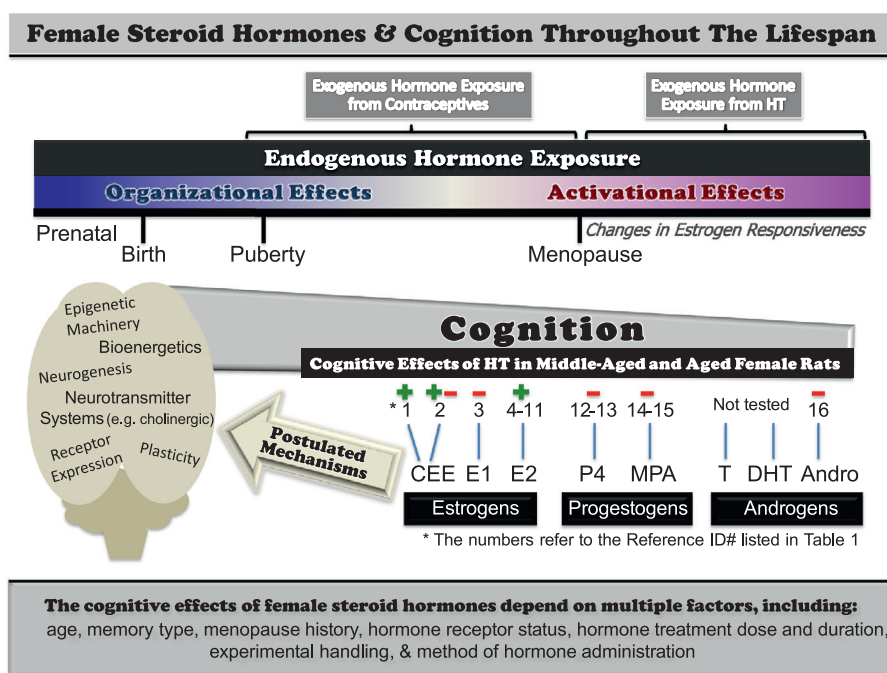 Female Steroid Hormones & Cognition Throughout The Lifespan
Exogenous Hormone Exposure
from Contraceptives
Exogenous Hormone
Exposure from HT
Endogenous Hormone Exposure
Organizational Effects
Activational Effects
Prenatal
Birth
Puberty
Menopause
Changes in Estrogen Responsiveness
Epigenetic
Machinery
Bioenergetics
Neurogenesis
Neurotransmitter
Systems (e.g. cholinergic)
Receptor
Expression
Plasticity
Postulated
Mechanisms
Cognition
Cognitive Effects of HT in Middle-Aged and Aged Female Rats
+ + − − + − − −
* 1 2 3 4-11 12-13 14-15 Not tested 16
CEE E1 E2 P4 MPA T DHT Andro
Estrogens Progestogens Androgens
* The numbers refer to the Reference ID# listed in Table 1
The cognitive effects of female steroid hormones depend on multiple factors, including:
age, memory type, menopause history, hormone receptor status, hormone treatment dose and duration,
experimental handling, & method of hormone administration